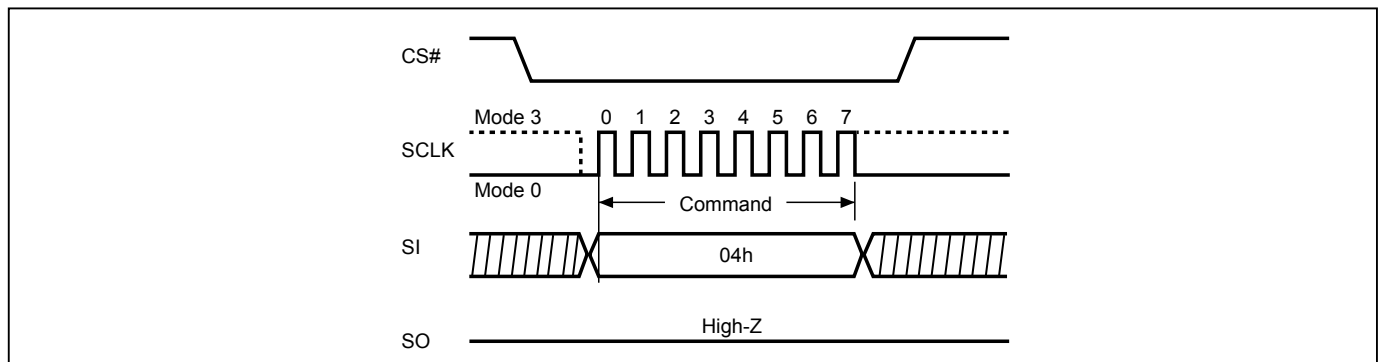 CS#
Mode 3 0 1 2 3 4 5 6 7
SCLK
Mode 0
Command
SI 04h
High-Z
SO